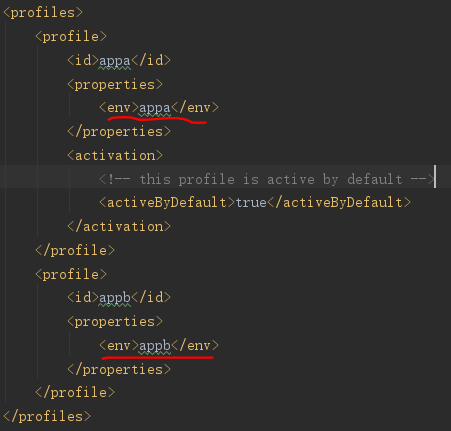 <profiles>
<profile>
<id>appa</id>
<properties>
<env>appa</env>
</properties>
<activation>
<!-- this profile is active by default -->
<activeByDefault>true</activeByDefault>
</activation>
</profile>
<profile>
<id>appb</id>
<properties>
<env>appb</env>
</properties>
</profile>
</profiles>